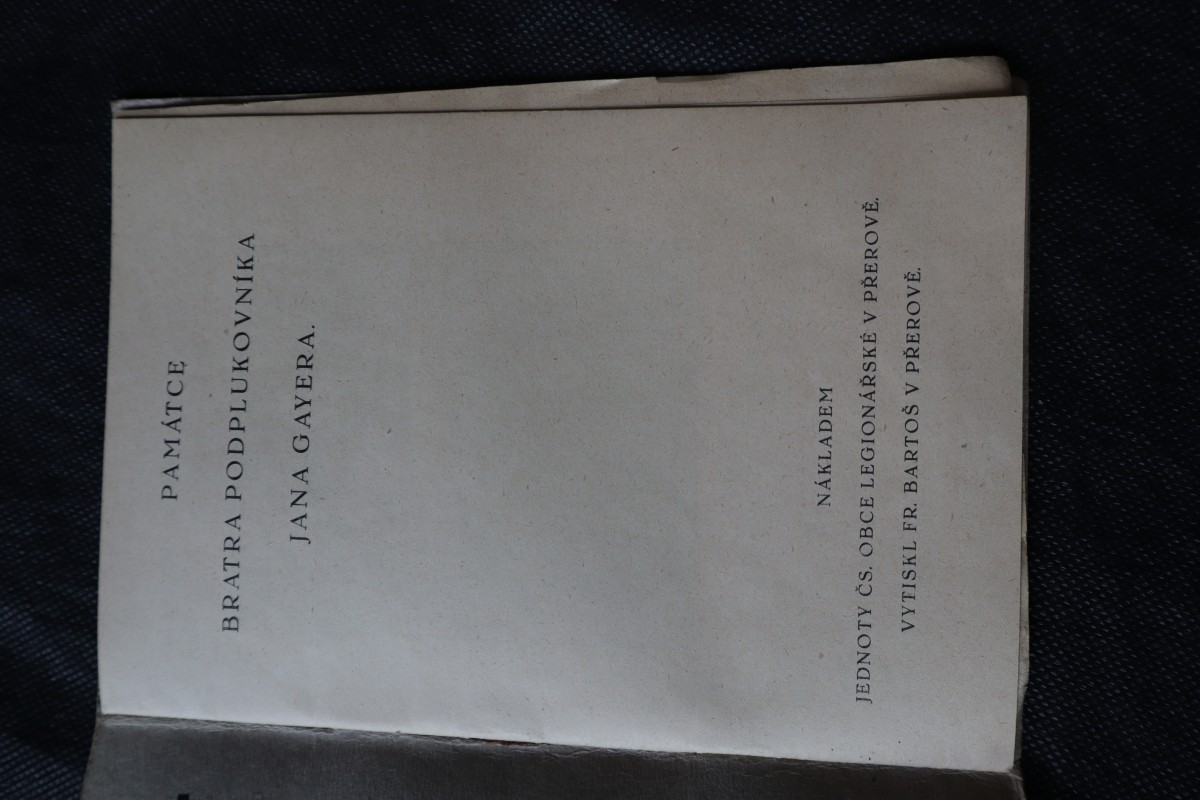 PAMÁTCE
BRATRA PODPLUKOVNÍKA
JANA GAYERA.
NÁKLADEM
JEDNOTY ČS. OBCE LEGIONÁŘSKÉ V PŘEROVĚ.
VYTISKL FR. BARTOŠ V PŘEROVĚ.